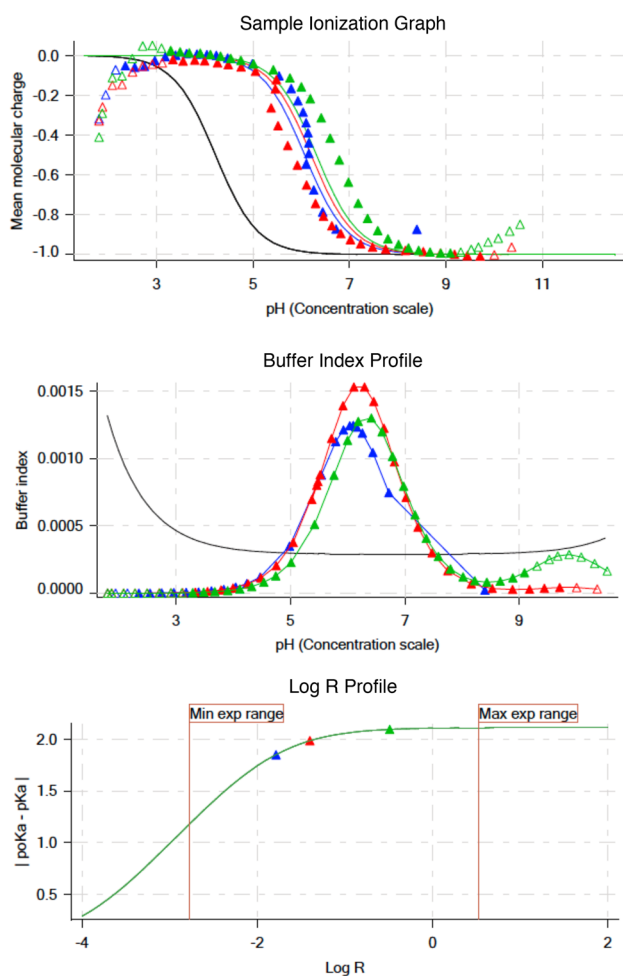 Sample Ionization Graph
0.0
-0.2
-0.4
-0.6
-0.8
-1.0
Mean molecular charge
3 5 7 9 11
pH (Concentration scale)
Buffer Index Profile
0.0015
0.0010
0.0005
0.0000
Buffer index
3 5 7 9
pH (Concentration scale)
Log R Profile
Min exp range Max exp range
2.0
1.5
1.0
0.5
| poKa - pKa |
-4 -2 0 2
Log R